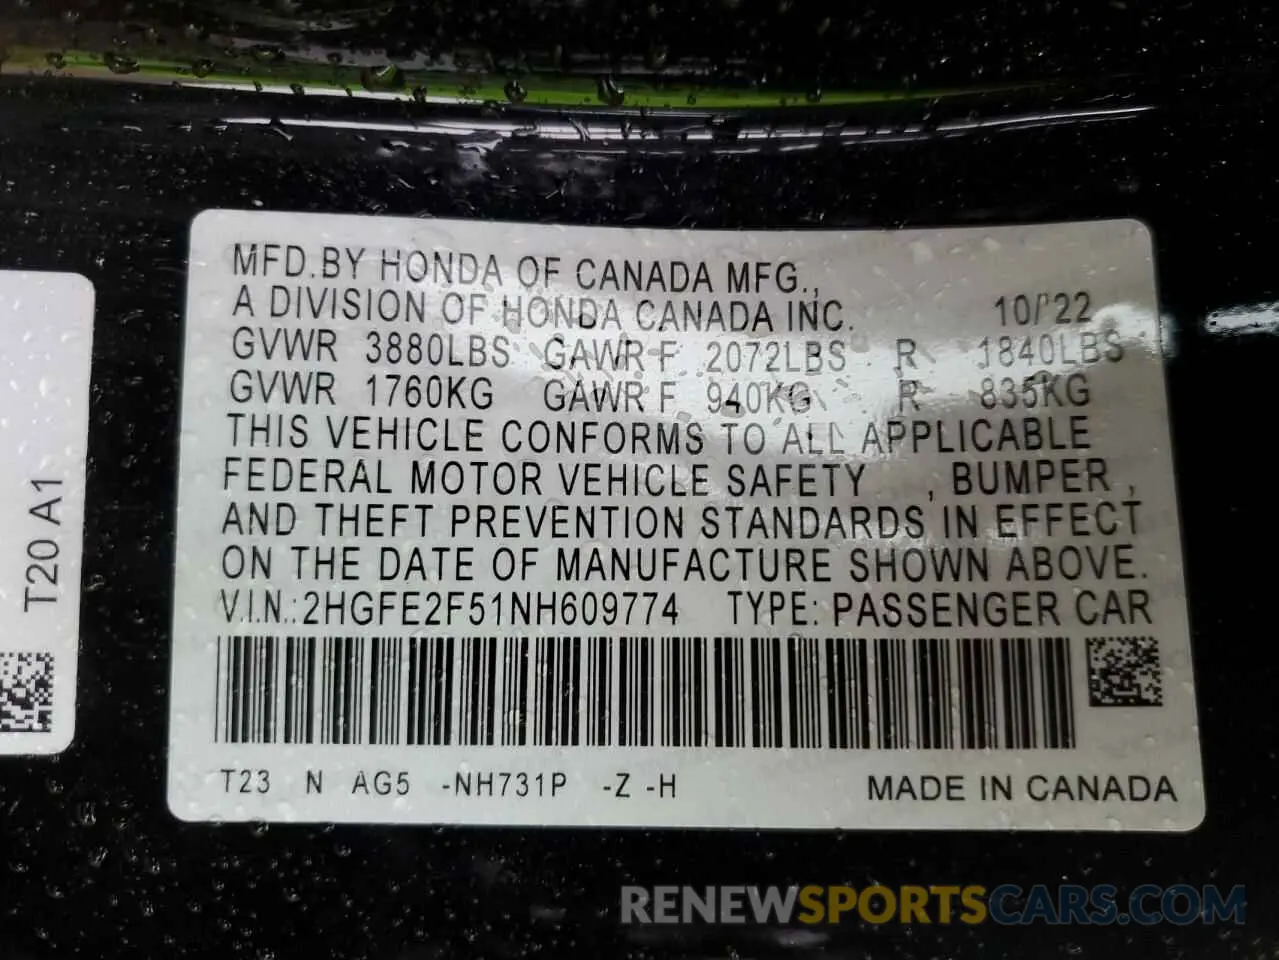 MFD.BY HONDA OF CANADA MFG.,
A DIVISION OF HONDA CANADA INC. 10/'22
GVWR 3880LBS GAWR F 2072LBS R 1840LBS
GVWR 1760KG GAWR F 940KG R 835KG
THIS VEHICLE CONFORMS TO ALL APPLICABLE
FEDERAL MOTOR VEHICLE SAFETY , BUMPER ,
AND THEFT PREVENTION STANDARDS IN EFFECT
ON THE DATE OF MANUFACTURE SHOWN ABOVE.
V.I.N.:2HGFE2F51NH609774 TYPE: PASSENGER CAR
T23 N AG5 -NH731P -Z -H MADE IN CANADA
T20 A1
RENEWSPORTSCARS.COM